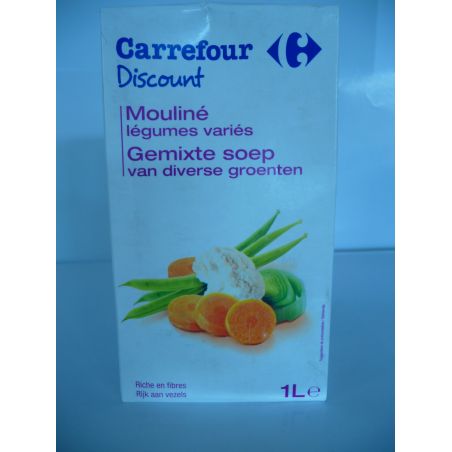 Carrefour
Discount
Mouliné
légumes variés
Gemixte soep
van diverse groenten
Riche en fibres
Rijk aan vezels
1L e